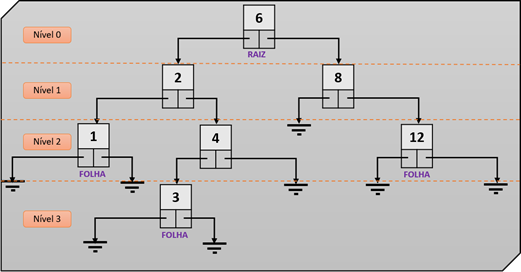 Nível 0
6
RAIZ
Nível 1
2
8
Nível 2
1
4
12
FOLHA
FOLHA
Nível 3
3
FOLHA